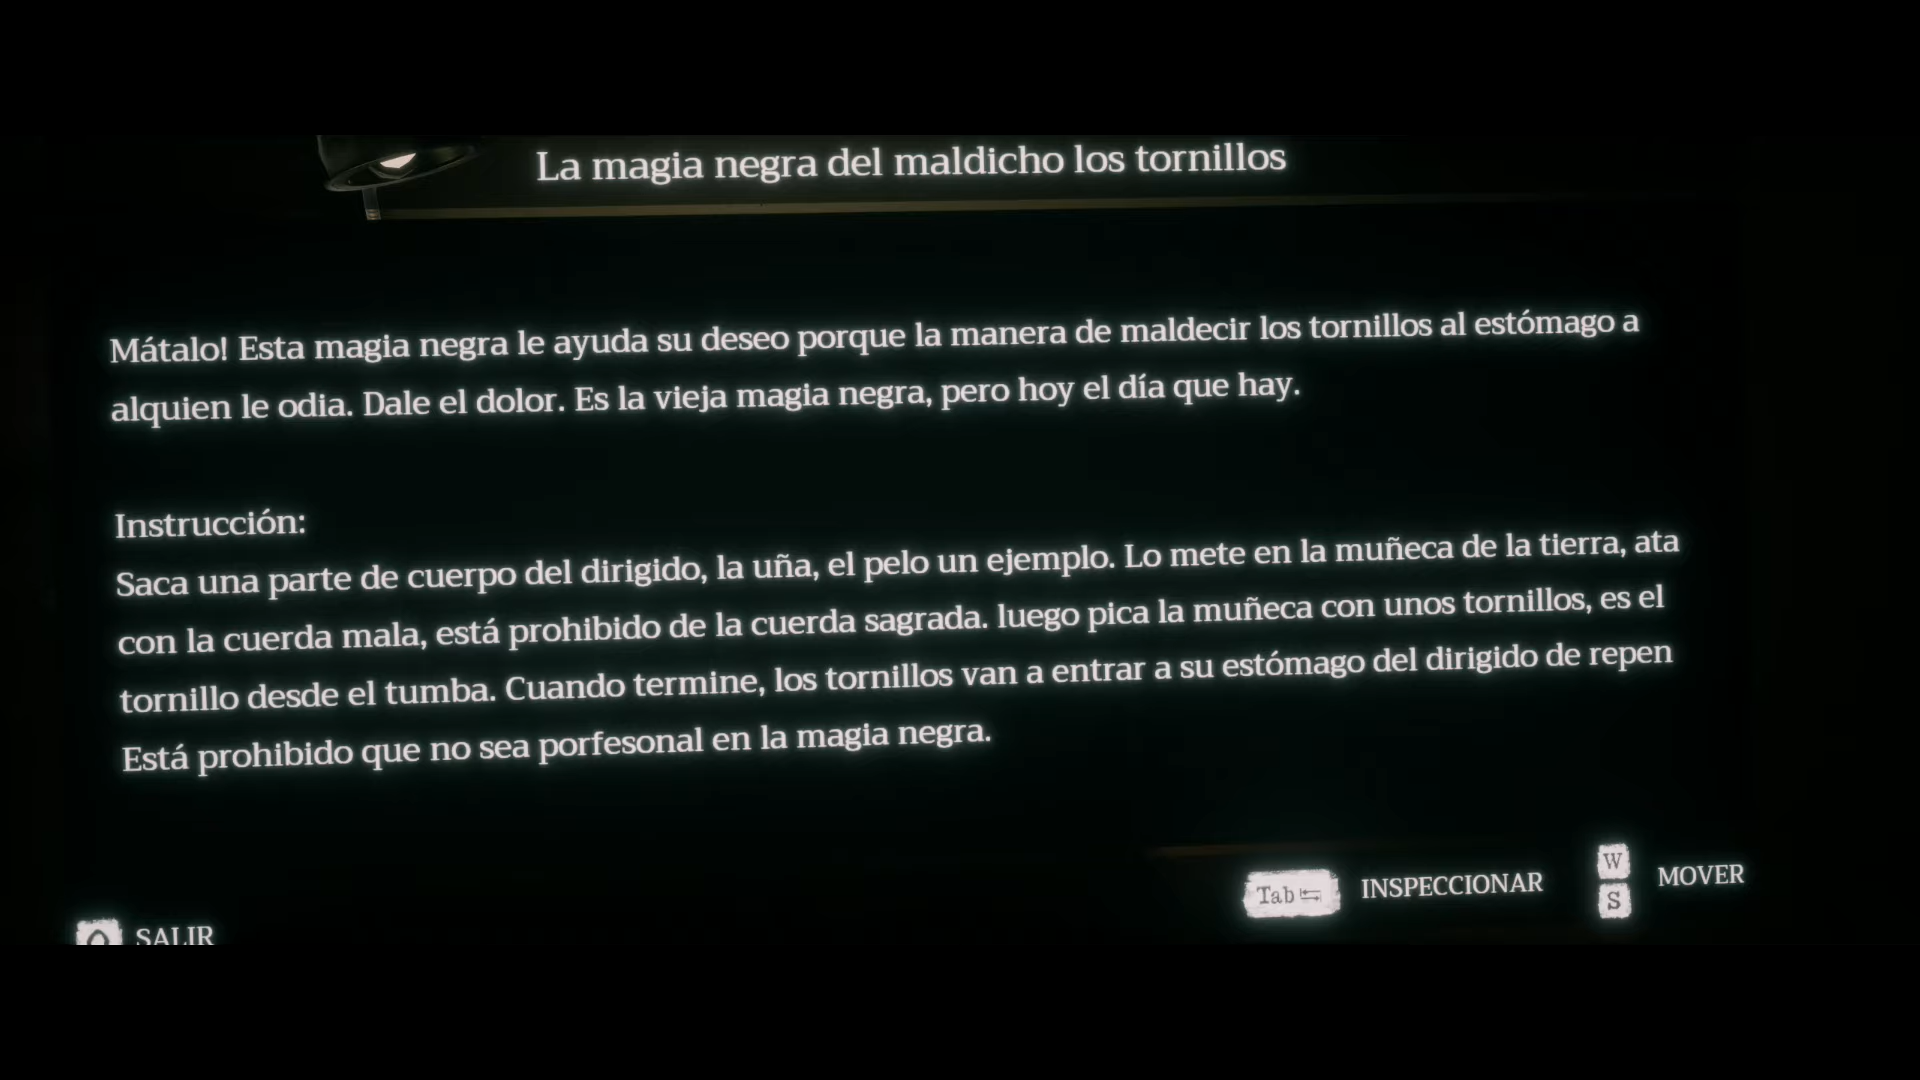 La magia negra del maldicho los tornillos
Mátalo! Esta magia negra le ayuda su deseo porque la manera de maldecir los tornillos al estómago a
alquien le odia. Dale el dolor. Es la vieja magia negra, pero hoy el día que hay.
Instrucción:
Saca una parte de cuerpo del dirigido, la uña, el pelo un ejemplo. Lo mete en la muñeca de la tierra, ata
con la cuerda mala, está prohibido de la cuerda sagrada. luego pica la muñeca con unos tornillos, es el
tornillo desde el tumba. Cuando termine, los tornillos van a entrar a su estómago del dirigido de repen
Está prohibido que no sea porfesonal en la magia negra.
Tab INSPECCIONAR
W
S
MOVER
SALIR